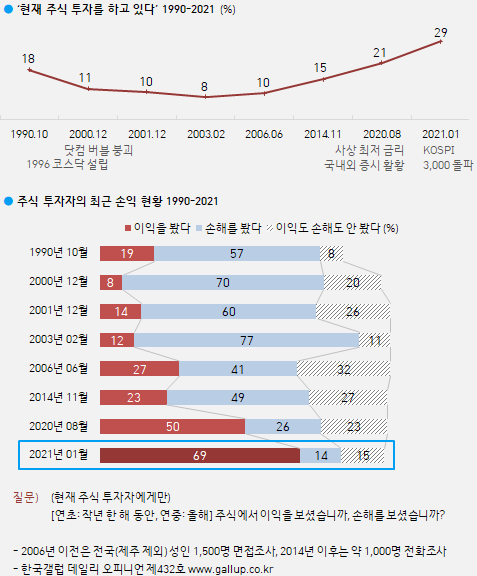 ● ‘현재 주식 투자를 하고 있다’ 1990-2021 (%)
18 11 10 8 10 15 21 29
1990.10 2000.12 2001.12 2003.02 2006.06 2014.11 2020.08 2021.01
닷컴 버블 붕괴 사상 최저 금리 KOSPI
1996 코스닥 설립 국내외 증시 활황 3,000 돌파
● 주식 투자자의 최근 손익 현황 1990-2021
이익을 봤다 손해를 봤다 이익도 손해도 안 봤다 (%)
1990년 10월 19 57 8
2000년 12월 8 70 20
2001년 12월 14 60 26
2003년 02월 12 77 11
2006년 06월 27 41 32
2014년 11월 23 49 27
2020년 08월 50 26 23
2021년 01월 69 14 15
질문) (현재 주식 투자자에게만)
[연초: 작년 한 해 동안, 연중: 올해] 주식에서 이익을 보셨습니까, 손해를 보셨습니까?
- 2006년 이전은 전국(제주 제외) 성인 1,500명 면접조사, 2014년 이후는 약 1,000명 전화조사
- 한국갤럽 데일리 오피니언 제432호 www.gallup.co.kr